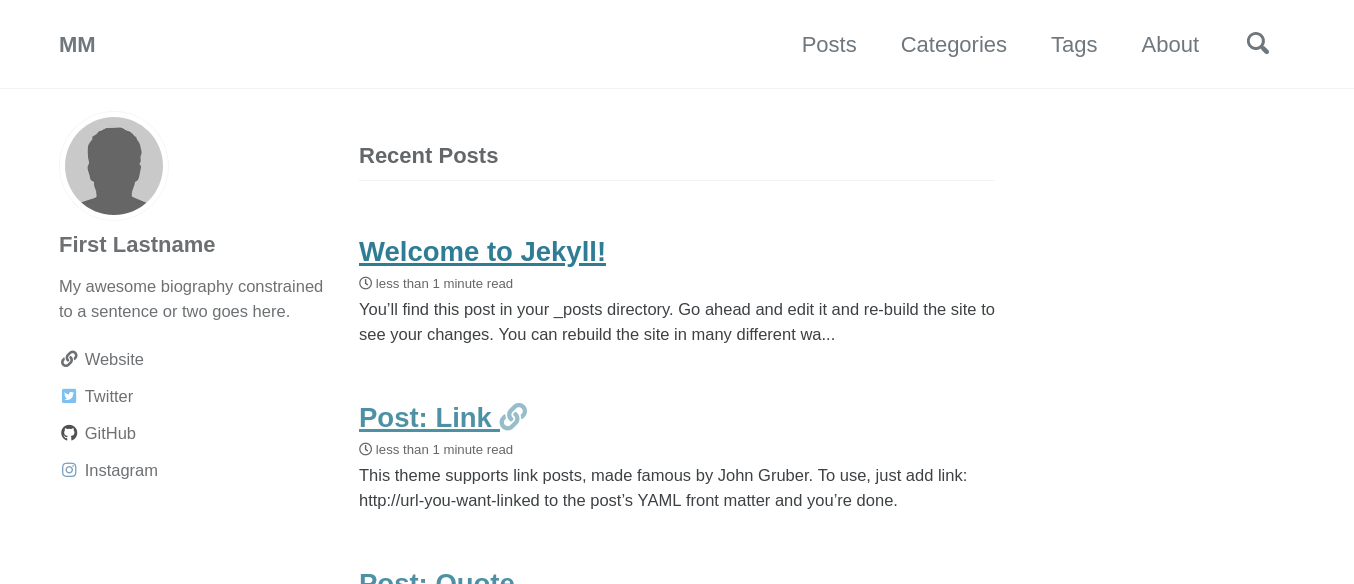 MM
Posts
Categories
Tags
About
First Lastname
My awesome biography constrained
to a sentence or two goes here.
Website
Twitter
GitHub
Instagram
Recent Posts
Welcome to Jekyll!
less than 1 minute read
You’ll find this post in your _posts directory. Go ahead and edit it and re-build the site to
see your changes. You can rebuild the site in many different wa...
Post: Link
less than 1 minute read
This theme supports link posts, made famous by John Gruber. To use, just add link:
http://url-you-want-linked to the post’s YAML front matter and you’re done.
Post: Quote